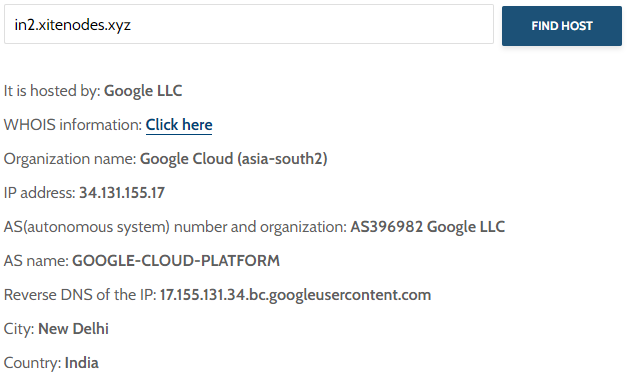 in2.xitenodes.xyz
FIND HOST
It is hosted by: Google LLC
WHOIS information: Click here
Organization name: Google Cloud (asia-south2)
IP address: 34.131.155.17
AS(autonomous system) number and organization: AS396982 Google LLC
AS name: GOOGLE-CLOUD-PLATFORM
Reverse DNS of the IP: 17.155.131.34.bc.googleusercontent.com
City: New Delhi
Country: India